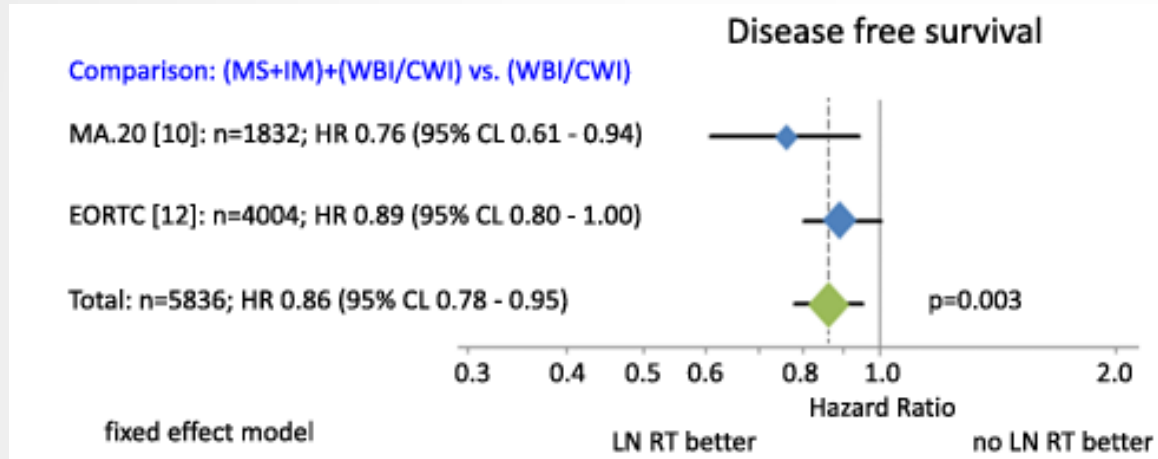 Disease free survival
Comparison: (MS+IM)+(WBI/CWI) vs. (WBI/CWI)
MA.20 [10]: n=1832; HR 0.76 (95% CL 0.61 - 0.94)
EORTC [12]: n=4004; HR 0.89 (95% CL 0.80 - 1.00)
Total: n=5836; HR 0.86 (95% CL 0.78 - 0.95)
p=0.003
0.3 0.4 0.5 0.6 0.8 1.0 2.0
Hazard Ratio
fixed effect model
LN RT better
no LN RT better